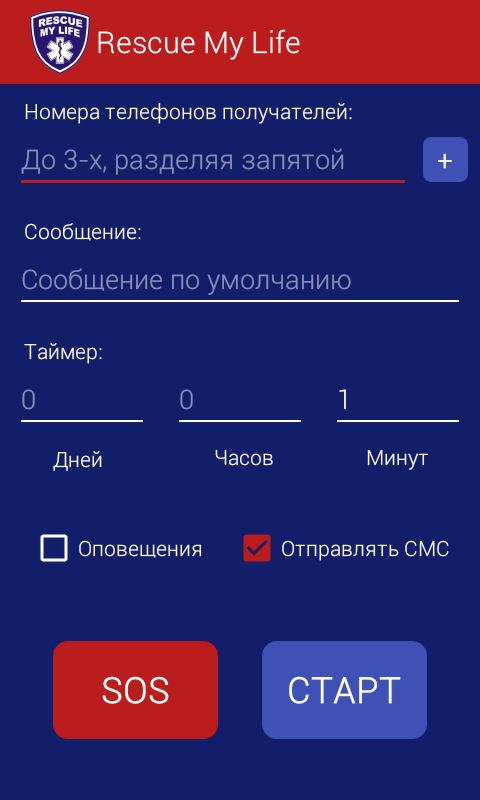 RESCUE
MY LIFE
Rescue My Life
Номера телефонов получателей:
До 3-х, разделяя запятой
+
Сообщение:
Сообщение по умолчанию
Таймер:
0 0 1
Дней Часов Минут
Оповещения Отправлять СМС
SOS СТАРТ